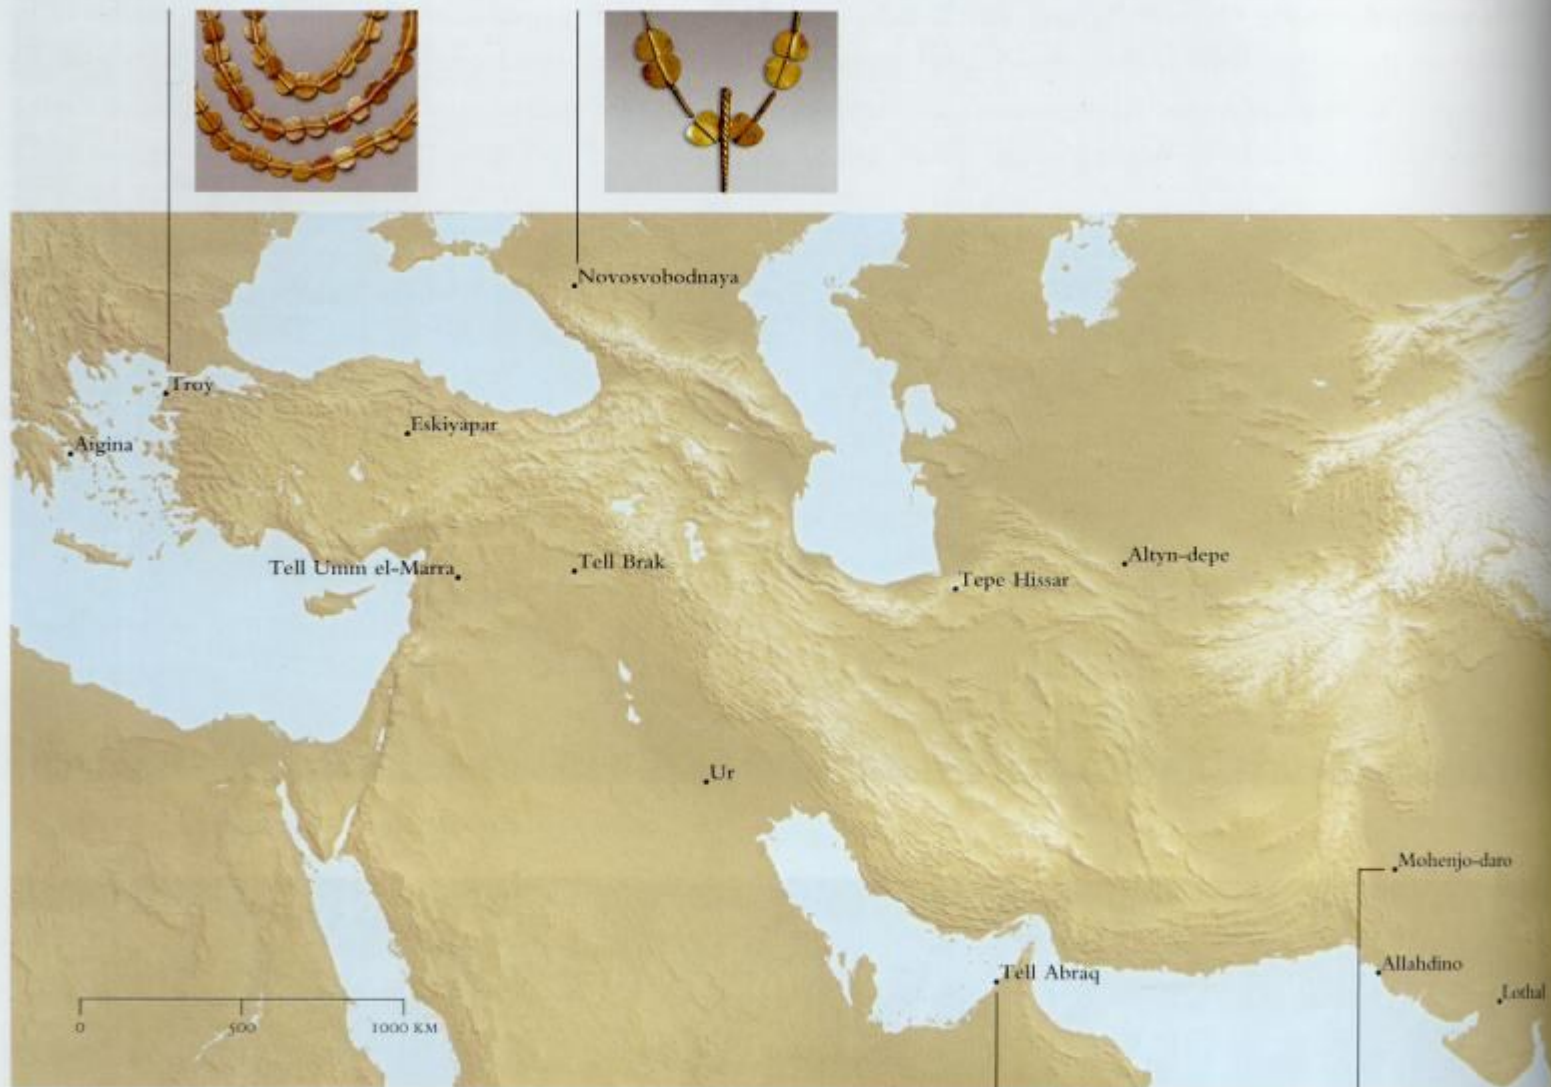 Novosvobodnaya
Troy
Eskiyapar
Aigina
Tell Umm el-Marra
Tell Brak
Tepe Hissar
Altyn-depe
Ur
Mohenjo-daro
Allahdino
Tell Abraq
Lothal
0 500 1000 KM